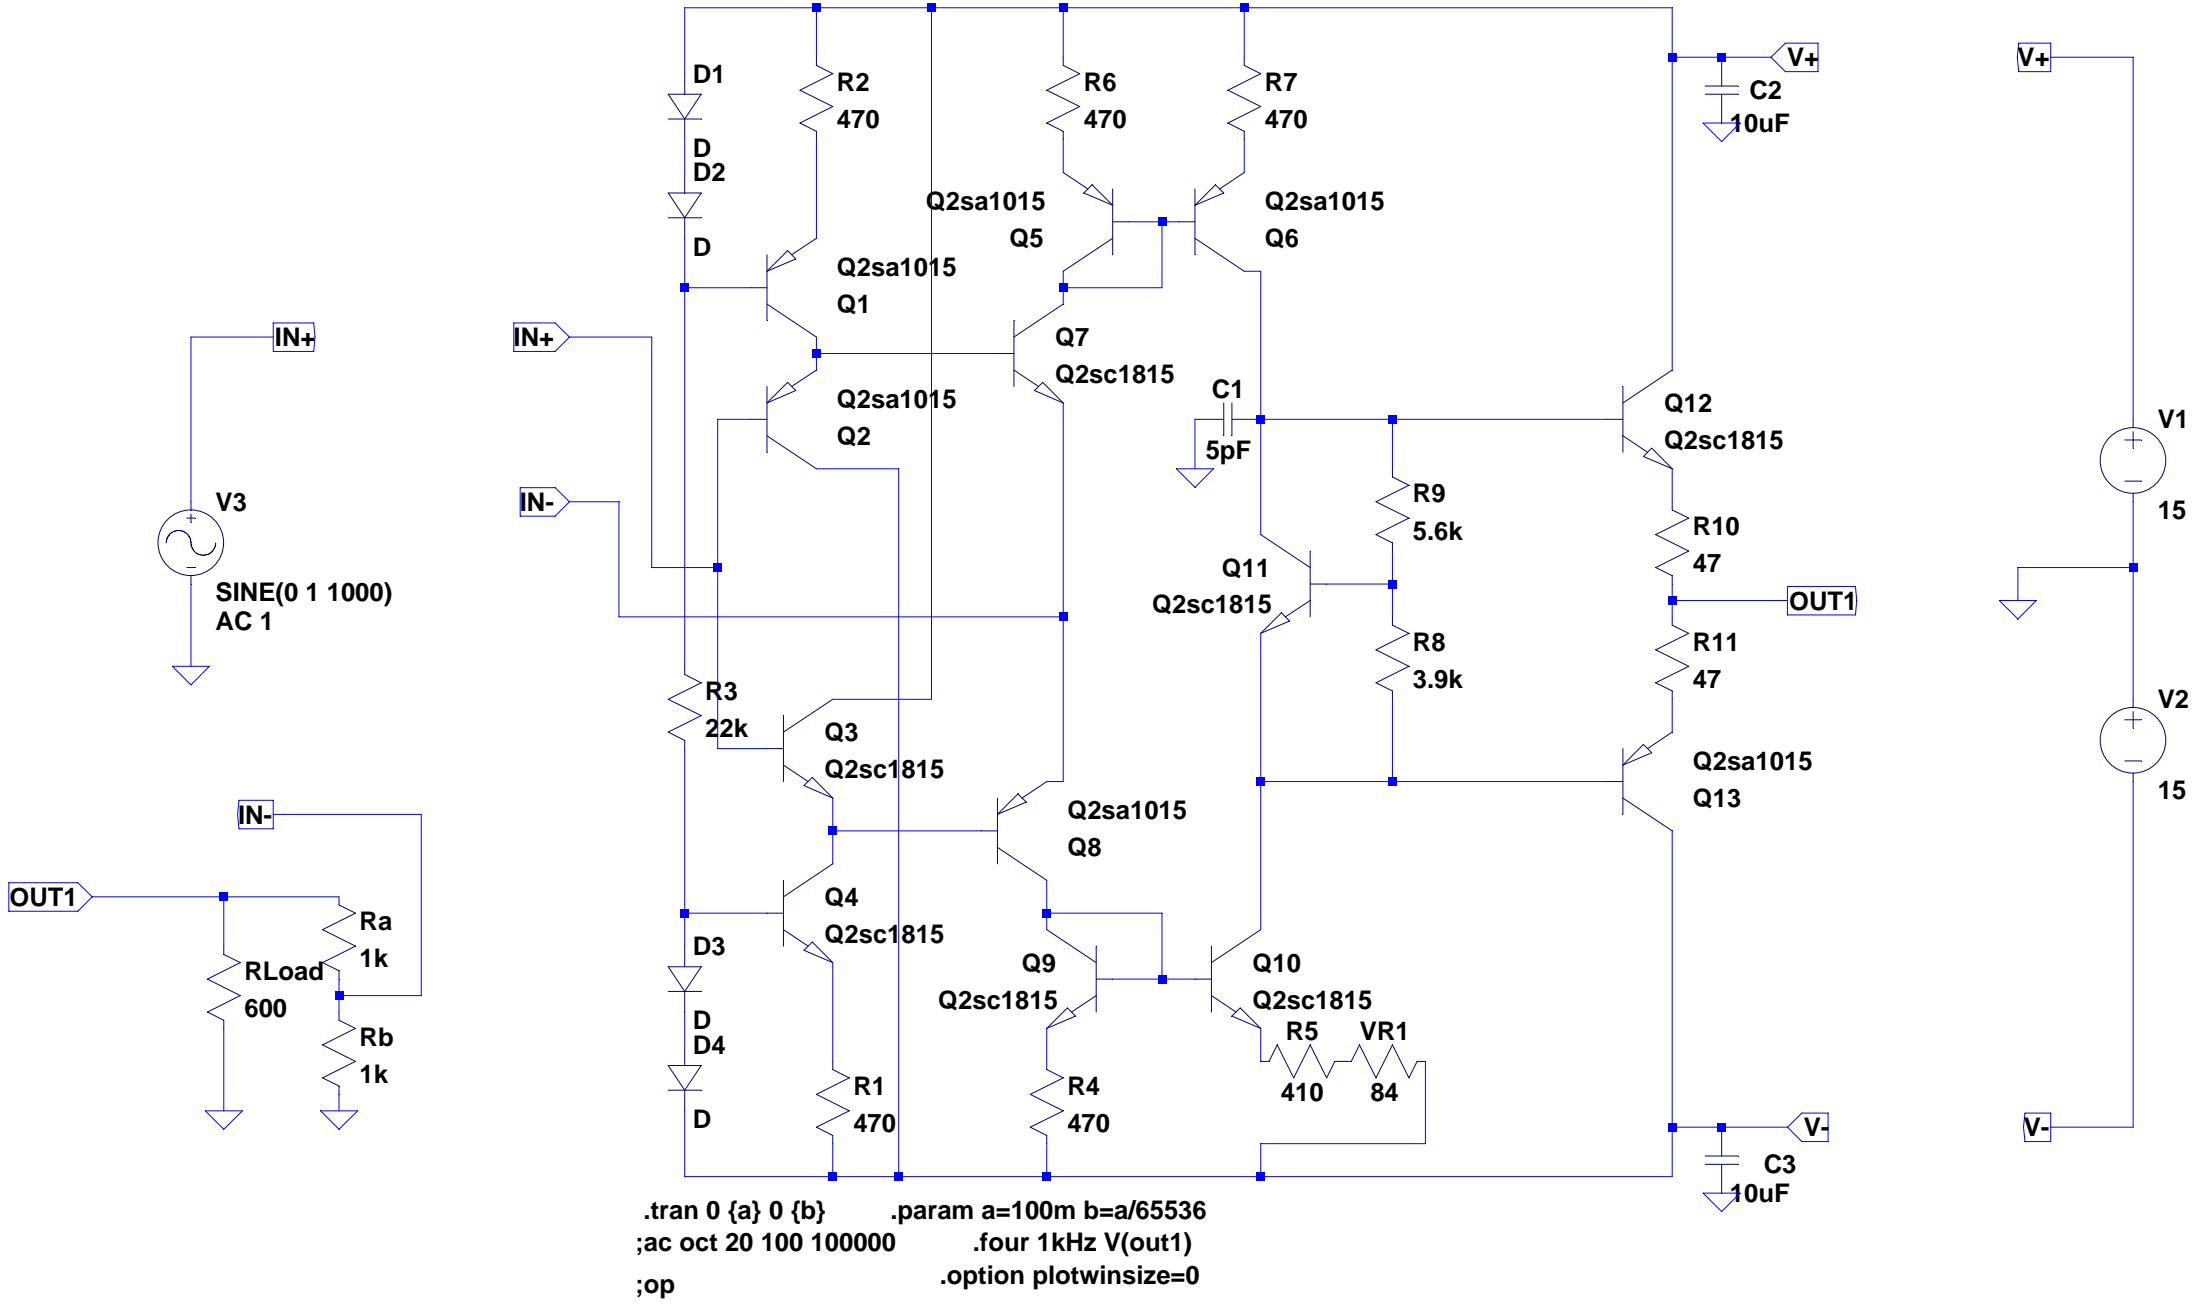 D1
D
D2
D
R2
470
R6
470
R7
470
V+
C2
10uF
V+
Q2sa1015
Q5
Q2sa1015
Q6
Q2sa1015
Q1
IN+
IN+
Q7
Q2sc1815
Q2sa1015
Q2
C1
5pF
Q12
Q2sc1815
V1
15
IN-
V3
SINE(0 1 1000)
AC 1
R9
5.6k
R10
47
Q11
Q2sc1815
OUT1
R8
3.9k
R11
47
R3
22k
Q3
Q2sc1815
V2
15
Q2sa1015
Q13
IN-
Q2sa1015
Q8
OUT1
Ra
1k
Q4
Q2sc1815
D3
D
D4
D
RLoad
600
Rb
1k
Q9
Q2sc1815
Q10
Q2sc1815
R5
410
VR1
84
R1
470
R4
470
V-
C3
10uF
V-
.tran 0 {a} 0 {b}
.param a=100m b=a/65536
;ac oct 20 100 100000
.four 1kHz V(out1)
;op
.option plotwinsize=0